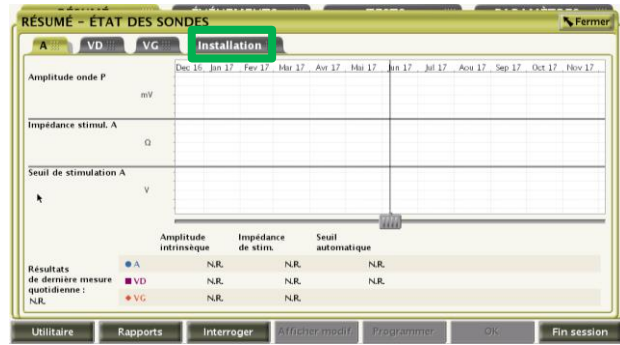 RÉSUMÉ – ÉTAT DES SONDES
Fermer
A VD VG Installation
Dec 16 Jan 17 Fev 17 Mar 17 Avr 17 Mai 17 Jun 17 Jul 17 Aou 17 Sep 17 Oct 17 Nov 17
Amplitude onde P
mV
Impédance stimul. A
Ω
Seuil de stimulation A
V
Amplitude intrinsèque
Impédance de stim.
Seuil automatique
Résultats de dernière mesure quotidienne :
N.R.
A N.R. N.R. N.R.
VD N.R. N.R. N.R.
VG N.R. N.R.
Utilitaire Rapports Interroger Afficher modif. Programmer OK Fin session